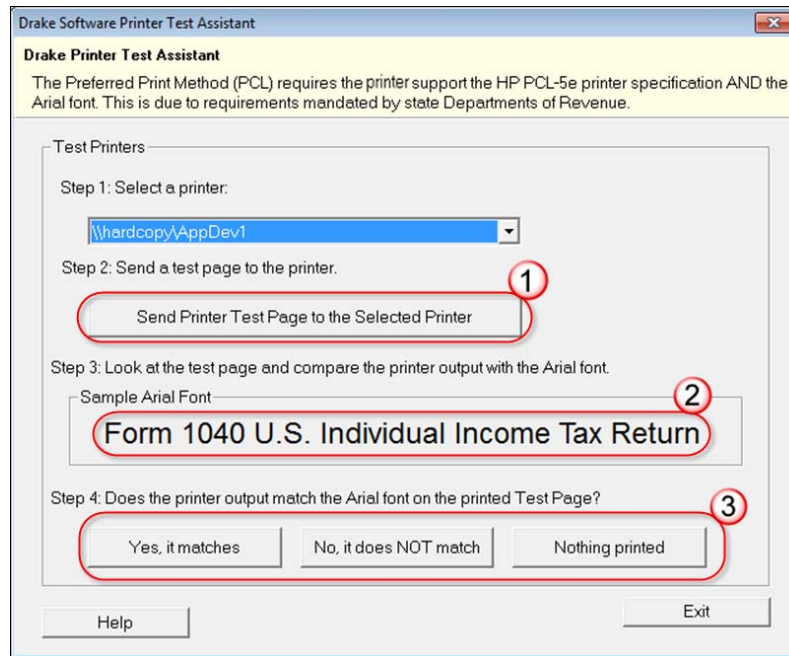 Drake Software Printer Test Assistant
Drake Printer Test Assistant
The Preferred Print Method (PCL) requires the printer support the HP PCL-5e printer specification AND the
Arial font. This is due to requirements mandated by state Departments of Revenue.
Test Printers
Step 1: Select a printer:
\\hardcopy\AppDev1
Step 2: Send a test page to the printer.
1
Send Printer Test Page to the Selected Printer
Step 3: Look at the test page and compare the printer output with the Arial font.
Sample Arial Font
2
Form 1040 U.S. Individual Income Tax Return
Step 4: Does the printer output match the Arial font on the printed Test Page?
3
Yes, it matches
No, it does NOT match
Nothing printed
Help
Exit